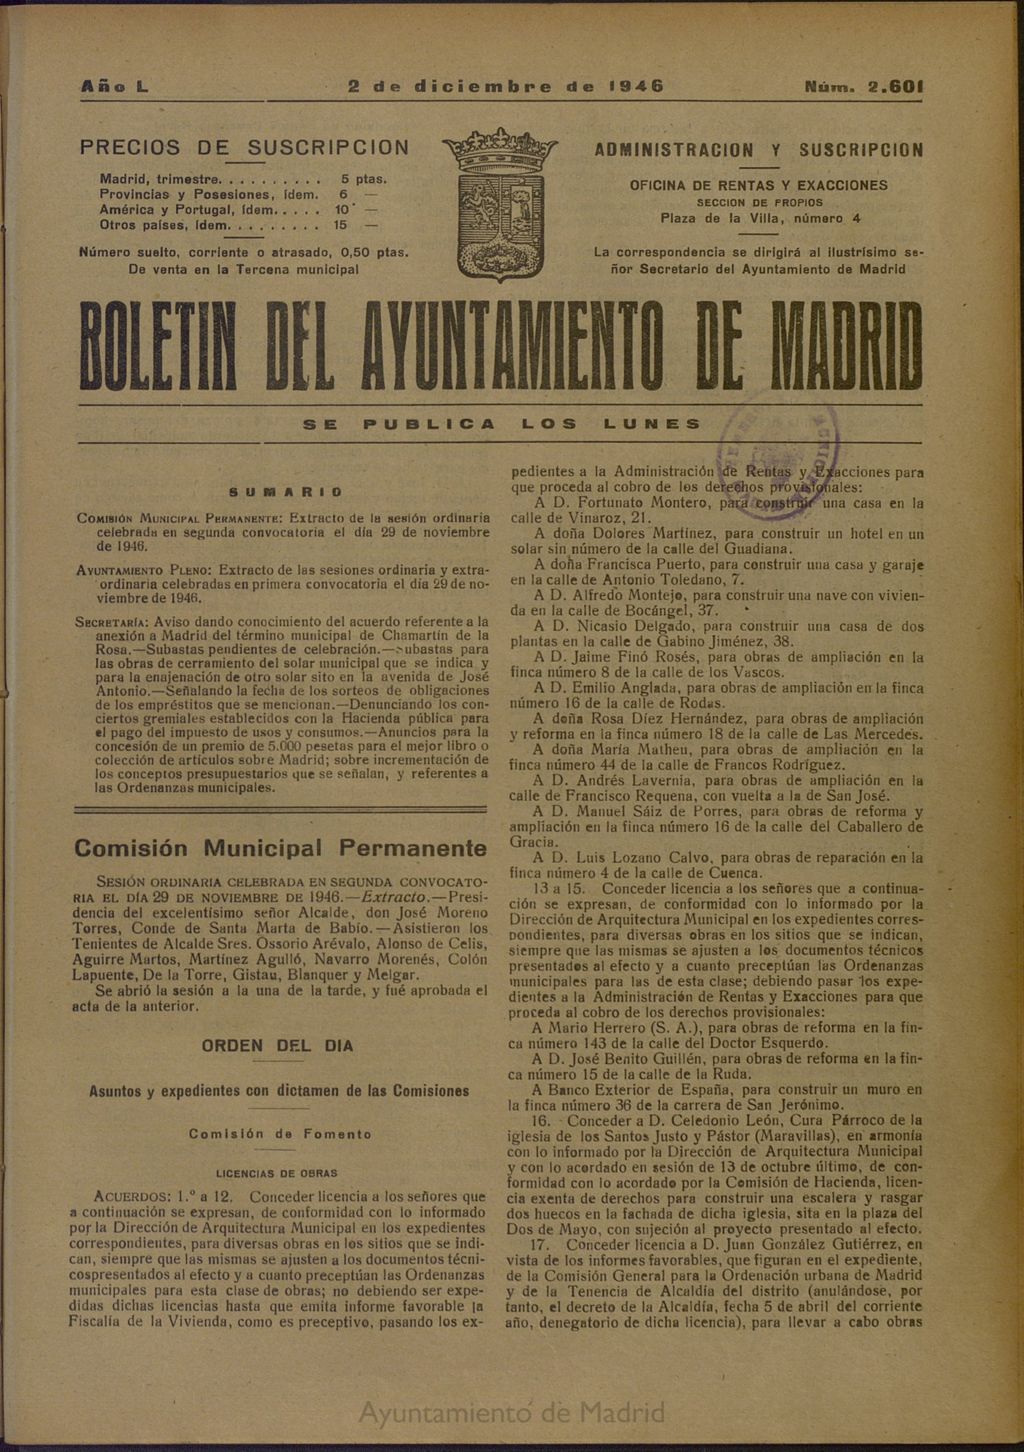 Año L
2 de diciembre de 1946
Núm. 2.601
PRECIOS DE SUSCRIPCION
Madrid, trimestre. . . . . . . . . . 5 ptas.
Provincias y Posesiones, ídem. 6 —
América y Portugal, ídem. . . . . 10 —
Otros países, ídem. . . . . . . . . 15 —
Número suelto, corriente o atrasado, 0,50 ptas.
De venta en la Tercena municipal
ADMINISTRACION Y SUSCRIPCION
OFICINA DE RENTAS Y EXACCIONES
SECCION DE PROPIOS
Plaza de la Villa, número 4
La correspondencia se dirigirá al ilustrísimo se-
ñor Secretario del Ayuntamiento de Madrid
BOLETIN DEL AYUNTAMIENTO DE MADRID
SE PUBLICA LOS LUNES
SUMARIO
COMISIÓN MUNICIPAL PERMANENTE: Extracto de la sesión ordinaria
celebrada en segunda convocatoria el día 29 de noviembre
de 1946.
AYUNTAMIENTO PLENO: Extracto de las sesiones ordinaria y extra-
ordinaria celebradas en primera convocatoria el día 29 de no-
viembre de 1946.
SECRETARÍA: Aviso dando conocimiento del acuerdo referente a la
anexión a Madrid del término municipal de Chamartín de la
Rosa.—Subastas pendientes de celebración.—Subastas para
las obras de cerramiento del solar municipal que se indica y
para la enajenación de otro solar sito en la avenida de José
Antonio.—Señalando la fecha de los sorteos de obligaciones
de los empréstitos que se mencionan.—Denunciando los con-
ciertos gremiales establecidos con la Hacienda pública para
el pago del impuesto de usos y consumos.—Anuncios para la
concesión de un premio de 5.000 pesetas para el mejor libro o
colección de artículos sobre Madrid; sobre incrementación de
los conceptos presupuestarios que se señalan, y referentes a
las Ordenanzas municipales.
Comisión Municipal Permanente
SESIÓN ORDINARIA CELEBRADA EN SEGUNDA CONVOCATO-
RIA EL DÍA 29 DE NOVIEMBRE DE 1946.—Extracto.—Presi-
dencia del excelentísimo señor Alcalde, don José Moreno
Torres, Conde de Santa Marta de Babío.—Asistieron los
Tenientes de Alcalde Sres. Ossorio Arévalo, Alonso de Celis,
Aguirre Martos, Martínez Agulló, Navarro Morenés, Colón
Lapuente, De la Torre, Gistau, Blanquer y Melgar.
Se abrió la sesión a la una de la tarde, y fué aprobada el
acta de la anterior.
ORDEN DEL DIA
Asuntos y expedientes con dictamen de las Comisiones
Comisión de Fomento
LICENCIAS DE OBRAS
ACUERDOS: 1.º a 12. Conceder licencia a los señores que
a continuación se expresan, de conformidad con lo informado
por la Dirección de Arquitectura Municipal en los expedientes
correspondientes, para diversas obras en los sitios que se indi-
can, siempre que las mismas se ajusten a los documentos técni-
cospresentados al efecto y a cuanto preceptúan las Ordenanzas
municipales para esta clase de obras; no debiendo ser expe-
didas dichas licencias hasta que emita informe favorable la
Fiscalía de la Vivienda, como es preceptivo, pasando los ex-
pedientes a la Administración de Rentas y Exacciones para
que proceda al cobro de los derechos provisionales:
A D. Fortunato Montero, para construir una casa en la
calle de Vinaroz, 21.
A doña Dolores Martínez, para construir un hotel en un
solar sin número de la calle del Guadiana.
A doña Francisca Puerto, para construir una casa y garaje
en la calle de Antonio Toledano, 7.
A D. Alfredo Montejo, para construir una nave con vivien-
da en la calle de Bocángel, 37.
A D. Nicasio Delgado, para construir una casa de dos
plantas en la calle de Gabino Jiménez, 38.
A D. Jaime Finó Rosés, para obras de ampliación en la
finca número 8 de la calle de los Vascos.
A D. Emilio Anglada, para obras de ampliación en la finca
número 16 de la calle de Rodas.
A doña Rosa Díez Hernández, para obras de ampliación
y reforma en la finca número 18 de la calle de Las Mercedes.
A doña María Matheu, para obras de ampliación en la
finca número 44 de la calle de Francos Rodríguez.
A D. Andrés Lavernia, para obras de ampliación en la
calle de Francisco Requena, con vuelta a la de San José.
A D. Manuel Sáiz de Porres, para obras de reforma y
ampliación en la finca número 16 de la calle del Caballero de
Gracia.
A D. Luis Lozano Calvo, para obras de reparación en la
finca número 4 de la calle de Cuenca.
13 a 15. Conceder licencia a los señores que a continua-
ción se expresan, de conformidad con lo informado por la
Dirección de Arquitectura Municipal en los expedientes corres-
pondientes, para diversas obras en los sitios que se indican,
siempre que las mismas se ajusten a los documentos técnicos
presentados al efecto y a cuanto preceptúan las Ordenanzas
municipales para las de esta clase; debiendo pasar los expe-
dientes a la Administración de Rentas y Exacciones para que
proceda al cobro de los derechos provisionales:
A Mario Herrero (S. A.), para obras de reforma en la fin-
ca número 143 de la calle del Doctor Esquerdo.
A D. José Benito Guillén, para obras de reforma en la fin-
ca número 15 de la calle de la Ruda.
A Banco Exterior de España, para construir un muro en
la finca número 36 de la carrera de San Jerónimo.
16. Conceder a D. Celedonio León, Cura Párroco de la
iglesia de los Santos Justo y Pástor (Maravillas), en armonía
con lo informado por la Dirección de Arquitectura Municipal
y con lo acordado en sesión de 13 de octubre último, de con-
formidad con lo acordado por la Comisión de Hacienda, licen-
cia exenta de derechos para construir una escalera y rasgar
dos huecos en la fachada de dicha iglesia, sita en la plaza del
Dos de Mayo, con sujeción al proyecto presentado al efecto.
17. Conceder licencia a D. Juan González Gutiérrez, en
vista de los informes favorables, que figuran en el expediente,
de la Comisión General para la Ordenación urbana de Madrid
y de la Tenencia de Alcaldía del distrito (anulándose, por
tanto, el decreto de la Alcaldía, fecha 5 de abril del corriente
año, denegatorio de dicha licencia), para llevar a cabo obras
Ayuntamiento de Madrid